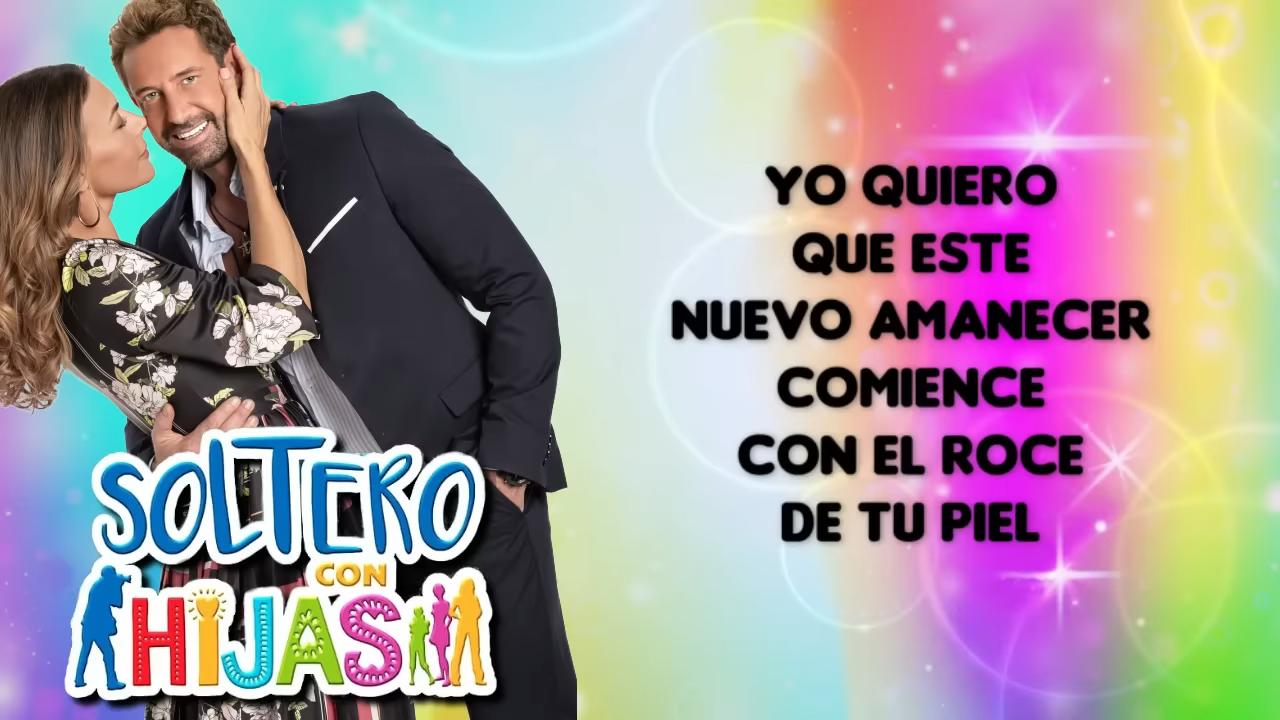 SOLTERO
CON
HIJAS
YO QUIERO
QUE ESTE
NUEVO AMANECER
COMIENCE
CON EL ROCE
DE TU PIEL